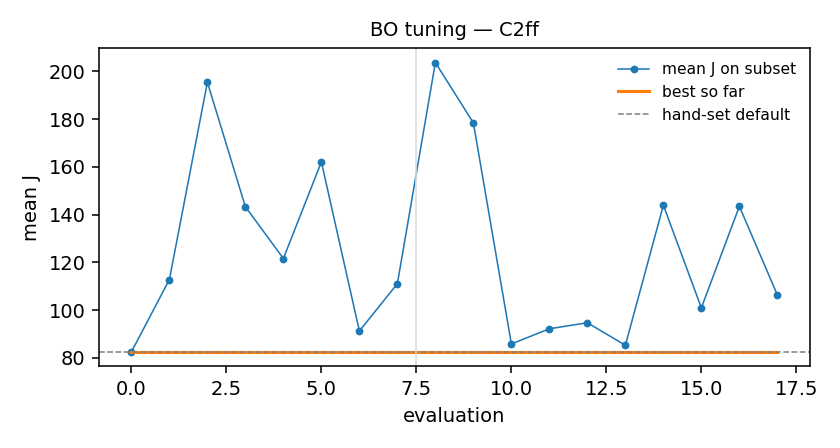 BO tuning — C2ff
mean J
200
180
160
140
120
100
80
mean J on subset
best so far
hand-set default
0.0 2.5 5.0 7.5 10.0 12.5 15.0 17.5
evaluation